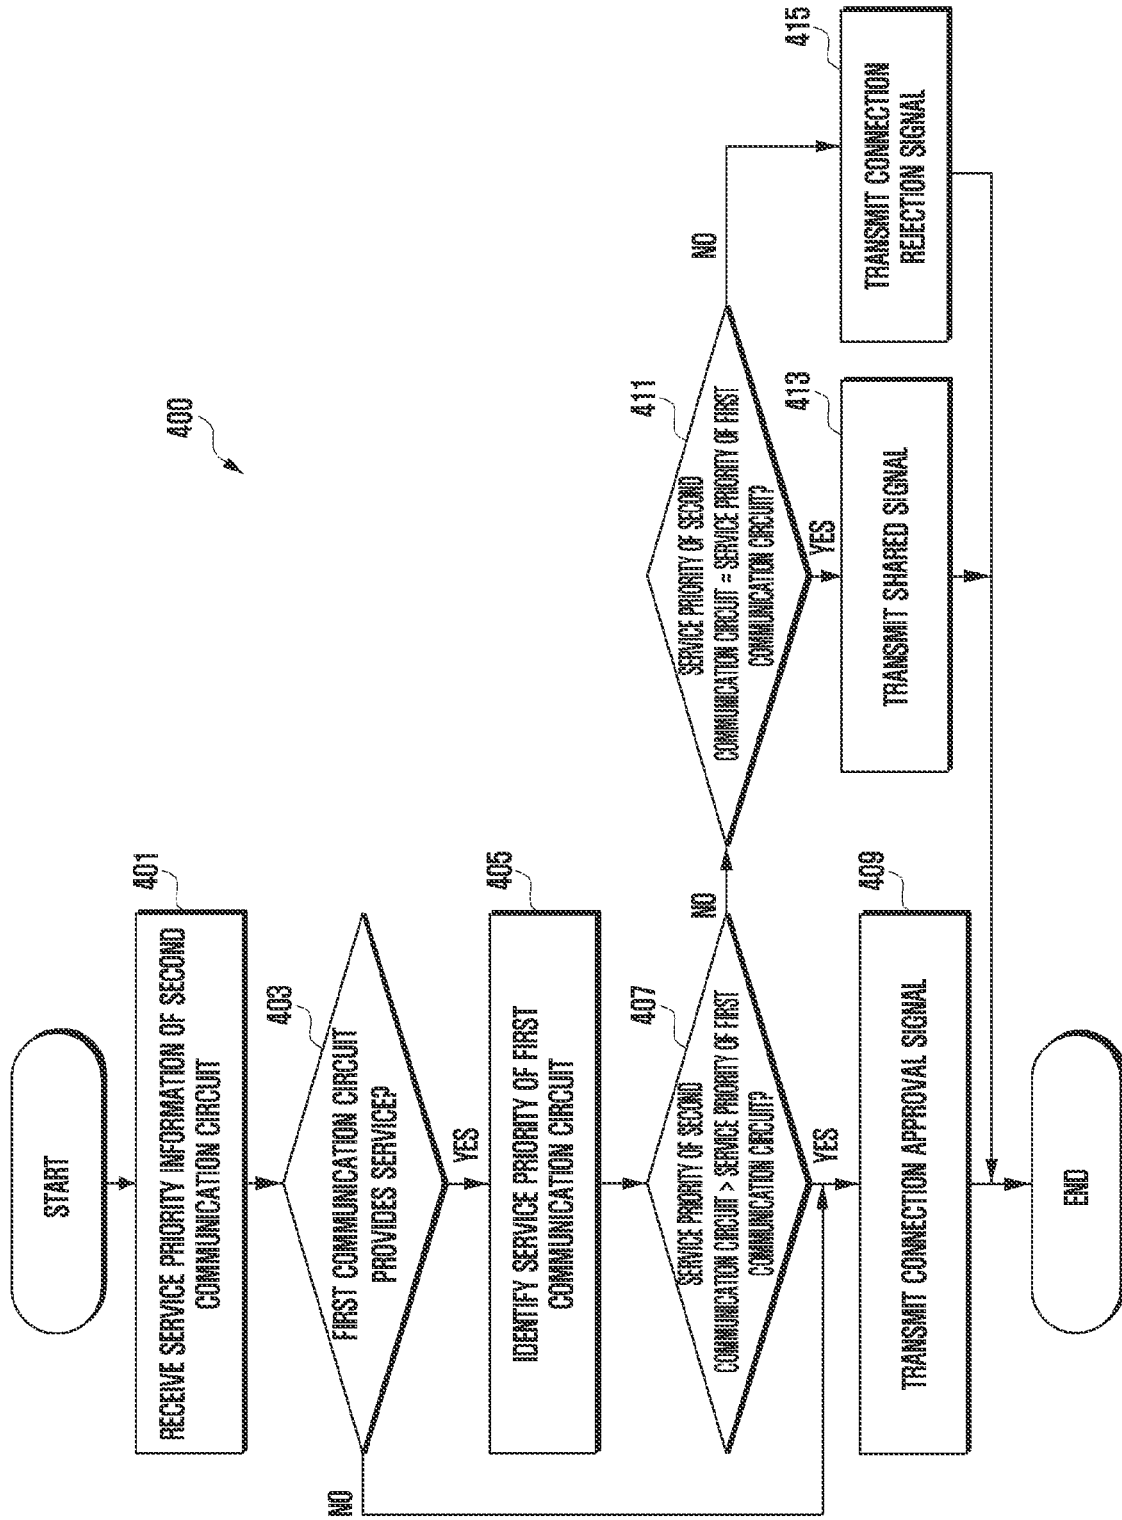 400
START
401
RECEIVE SERVICE PRIORITY INFORMATION OF SECOND
COMMUNICATION CIRCUIT
403
FIRST COMMUNICATION CIRCUIT
PROVIDES SERVICE?
NO
YES
405
IDENTIFY SERVICE PRIORITY OF FIRST
COMMUNICATION CIRCUIT
407
SERVICE PRIORITY OF SECOND
COMMUNICATION CIRCUIT > SERVICE PRIORITY OF FIRST
COMMUNICATION CIRCUIT?
NO
YES
411
SERVICE PRIORITY OF SECOND
COMMUNICATION CIRCUIT = SERVICE PRIORITY OF FIRST
COMMUNICATION CIRCUIT?
NO
YES
409
TRANSMIT CONNECTION APPROVAL SIGNAL
413
TRANSMIT SHARED SIGNAL
415
TRANSMIT CONNECTION
REJECTION SIGNAL
END